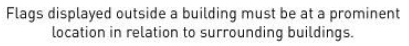 Flags displayed outside a building must be at a prominent
location in relation to surrounding buildings.